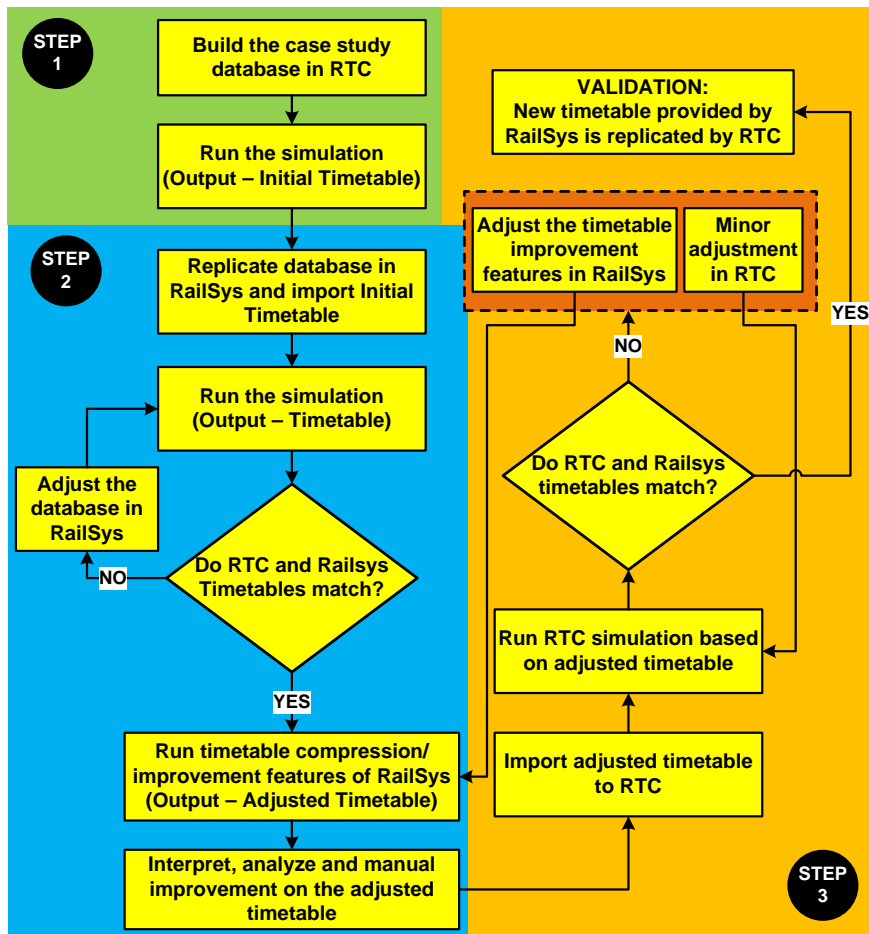 STEP
1
Build the case study
database in RTC
Run the simulation
(Output – Initial Timetable)
STEP
2
Replicate database in
RailSys and import Initial
Timetable
Run the simulation
(Output – Timetable)
Adjust the
database in
RailSys
Do RTC and Railsys
Timetables match?
NO
YES
Run timetable compression/
improvement features of RailSys
(Output – Adjusted Timetable)
Interpret, analyze and manual
improvement on the adjusted
timetable
VALIDATION:
New timetable provided by
RailSys is replicated by RTC
Adjust the timetable
improvement
features in RailSys
Minor
adjustment
in RTC
YES
NO
Do RTC and Railsys
timetables match?
Run RTC simulation based
on adjusted timetable
Import adjusted timetable
to RTC
STEP
3